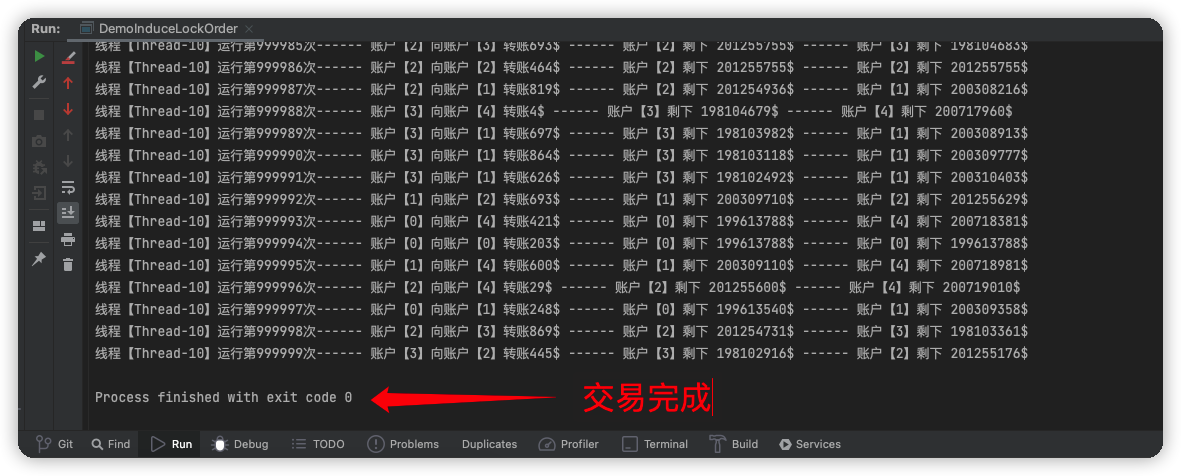 Run: DemoInduceLockOrder ×
线程【Thread-10】运行第999985次------ 账户【2】向账户【3】转账693$ ------ 账户【2】剩下 201255755$ ------ 账户【3】剩下 198104683$
线程【Thread-10】运行第999986次------ 账户【2】向账户【2】转账464$ ------ 账户【2】剩下 201255755$ ------ 账户【2】剩下 201255755$
线程【Thread-10】运行第999987次------ 账户【2】向账户【1】转账819$ ------ 账户【2】剩下 201254936$ ------ 账户【1】剩下 200308216$
线程【Thread-10】运行第999988次------ 账户【3】向账户【4】转账4$ ------ 账户【3】剩下 198104679$ ------ 账户【4】剩下 200717960$
线程【Thread-10】运行第999989次------ 账户【3】向账户【1】转账697$ ------ 账户【3】剩下 198103982$ ------ 账户【1】剩下 200308913$
线程【Thread-10】运行第999990次------ 账户【3】向账户【1】转账864$ ------ 账户【3】剩下 198103118$ ------ 账户【1】剩下 200309777$
线程【Thread-10】运行第999991次------ 账户【3】向账户【1】转账626$ ------ 账户【3】剩下 198102492$ ------ 账户【1】剩下 200310403$
线程【Thread-10】运行第999992次------ 账户【1】向账户【2】转账693$ ------ 账户【1】剩下 200309710$ ------ 账户【2】剩下 201255629$
线程【Thread-10】运行第999993次------ 账户【0】向账户【4】转账421$ ------ 账户【0】剩下 199613788$ ------ 账户【4】剩下 200718381$
线程【Thread-10】运行第999994次------ 账户【0】向账户【0】转账203$ ------ 账户【0】剩下 199613788$ ------ 账户【0】剩下 199613788$
线程【Thread-10】运行第999995次------ 账户【1】向账户【4】转账600$ ------ 账户【1】剩下 200309110$ ------ 账户【4】剩下 200718981$
线程【Thread-10】运行第999996次------ 账户【2】向账户【4】转账29$ ------ 账户【2】剩下 201255600$ ------ 账户【4】剩下 200719010$
线程【Thread-10】运行第999997次------ 账户【0】向账户【1】转账248$ ------ 账户【0】剩下 199613540$ ------ 账户【1】剩下 200309358$
线程【Thread-10】运行第999998次------ 账户【2】向账户【3】转账869$ ------ 账户【2】剩下 201254731$ ------ 账户【3】剩下 198103361$
线程【Thread-10】运行第999999次------ 账户【3】向账户【2】转账445$ ------ 账户【3】剩下 198102916$ ------ 账户【2】剩下 201255176$
Process finished with exit code 0 交易完成
Git Find Run Debug TODO Problems Duplicates Profiler Terminal Build Services